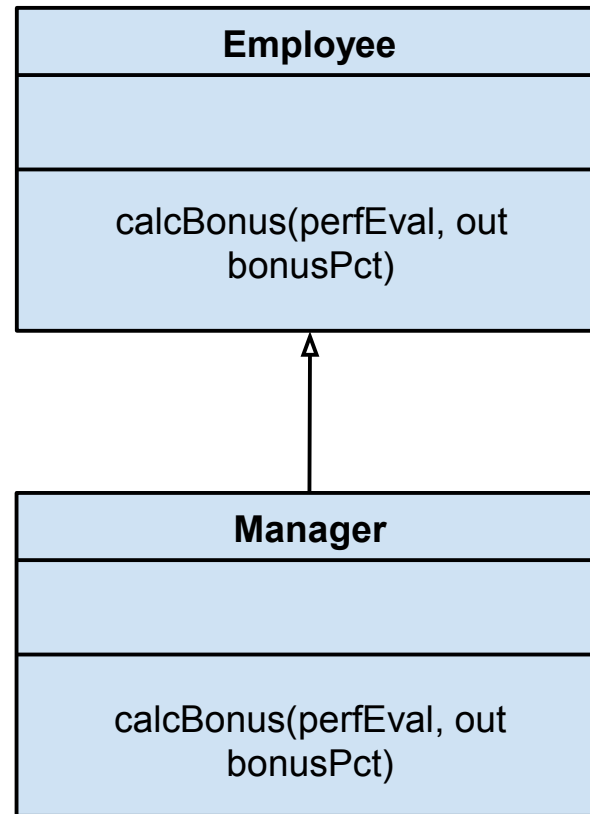 Employee
calcBonus(perfEval, out
bonusPct)
Manager
calcBonus(perfEval, out
bonusPct)